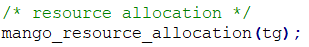 /* resource allocation */
mango_resource_allocation(tg);